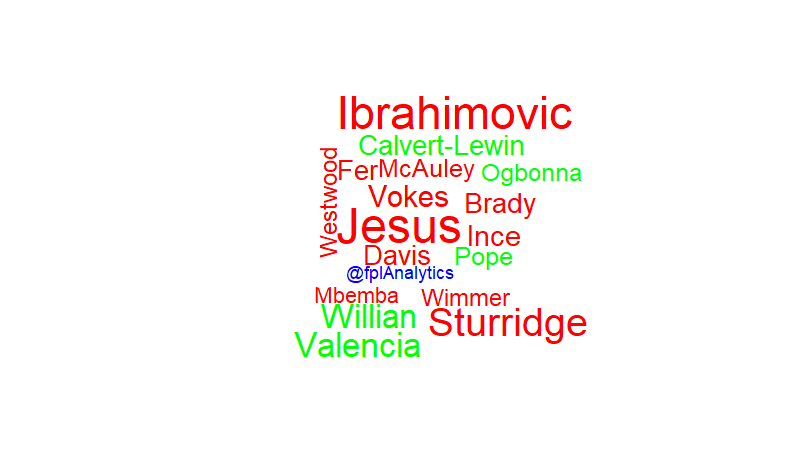 Ibrahimovic
Calvert-Lewin
Westwood
Fer McAuley Ogbonna
Vokes Brady
Jesus Ince
Davis Pope
@fplAnalytics
Mbemba Wimmer
Willian Sturridge
Valencia